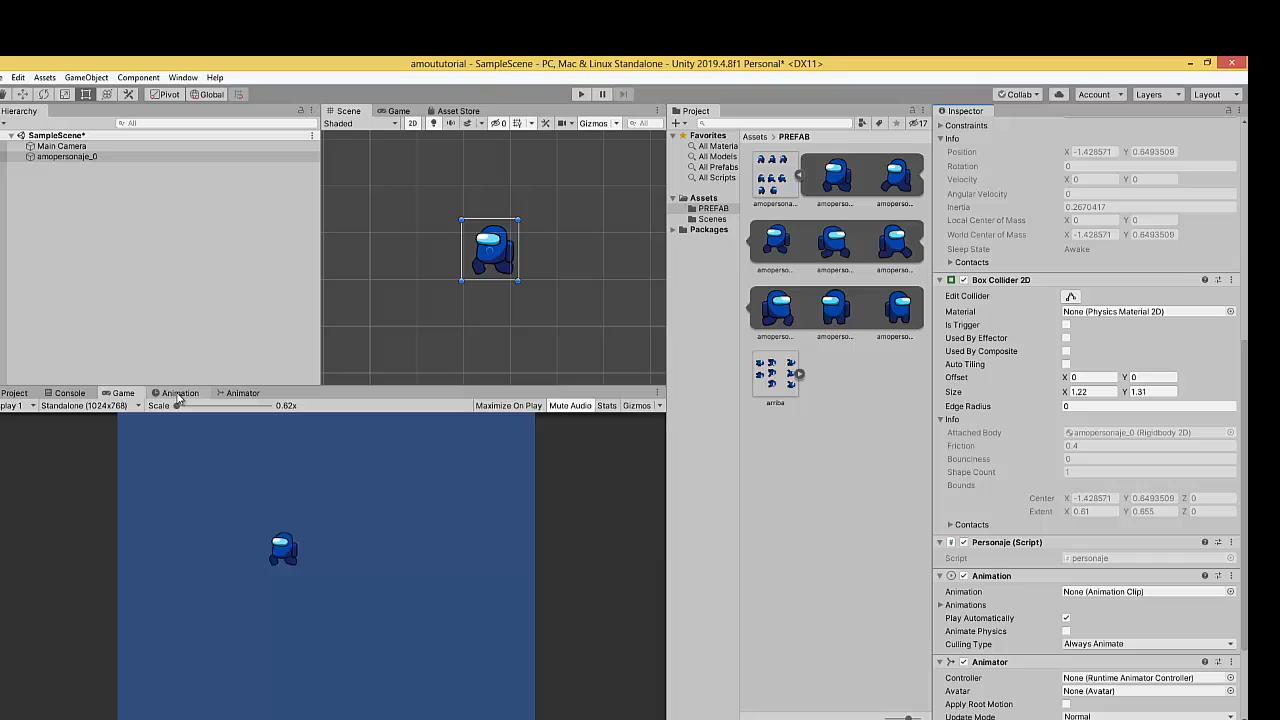 amoututorial - SampleScene - PC, Mac & Linux Standalone - Unity 2019.4.8f1 Personal* <DX11>
Edit Assets GameObject Component Window Help
Pivot Global Collab Account Layers Layout
Hierarchy
All
SampleScene*
Main Camera
amopersonaje_0
Scene Game Asset Store
Shaded 2D 0 Gizmos All
Project
17
Favorites
All Materia
All Models
All Prefabs
All Scripts
Assets
PREFAB
Scenes
Packages
Assets > PREFAB
amopersona...
amoperso...
amoperso...
amoperso...
amoperso...
amoperso...
amoperso...
amoperso...
amoperso...
arriba
Project Console Game Animation Animator
play 1 Standalone (1024x768) Scale 0.62x Maximize On Play Mute Audio Stats Gizmos
Inspector
Constraints
Info
Position X -1.428571 Y 0.6493509
Rotation 0
Velocity X 0 Y 0
Angular Velocity 0
Inertia 0.2670417
Local Center of Mass X 0 Y 0
World Center of Mass X -1.428571 Y 0.6493509
Sleep State Awake
Contacts
Box Collider 2D
Edit Collider
Material None (Physics Material 2D)
Is Trigger
Used By Effector
Used By Composite
Auto Tiling
Offset X 0 Y 0
Size X 1.22 Y 1.31
Edge Radius 0
Info
Attached Body amopersonaje_0 (Rigidbody 2D)
Friction 0.4
Bounciness 0
Shape Count 1
Bounds
Center X -1.428571 Y 0.6493509 Z 0
Extent X 0.61 Y 0.655 Z 0
Contacts
Personaje (Script)
Script personaje
Animation
Animation None (Animation Clip)
Animations
Play Automatically
Animate Physics
Culling Type Always Animate
Animator
Controller None (Runtime Animator Controller)
Avatar None (Avatar)
Apply Root Motion
Update Mode Normal